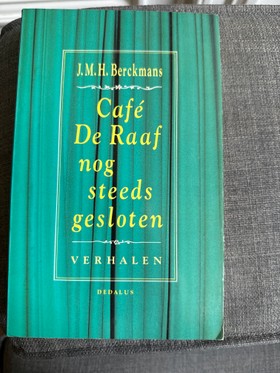 J.M.H. Berckmans
Café
De Raaf
nog
steeds
gesloten
VERHALEN
DEDALUS